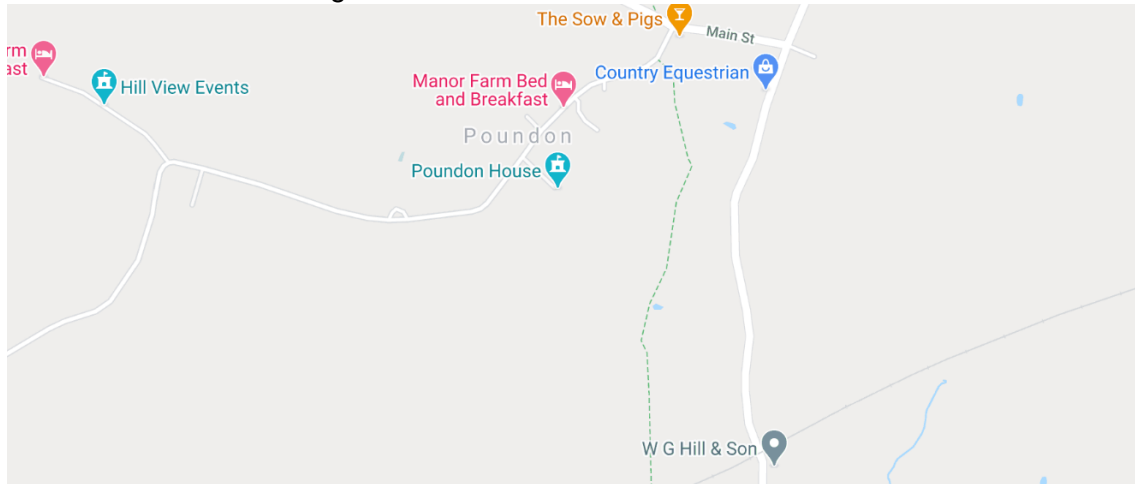 The Sow & Pigs
Main St
rm
ast
Hill View Events
Manor Farm Bed
and Breakfast
Country Equestrian
Poundon
Poundon House
W G Hill & Son